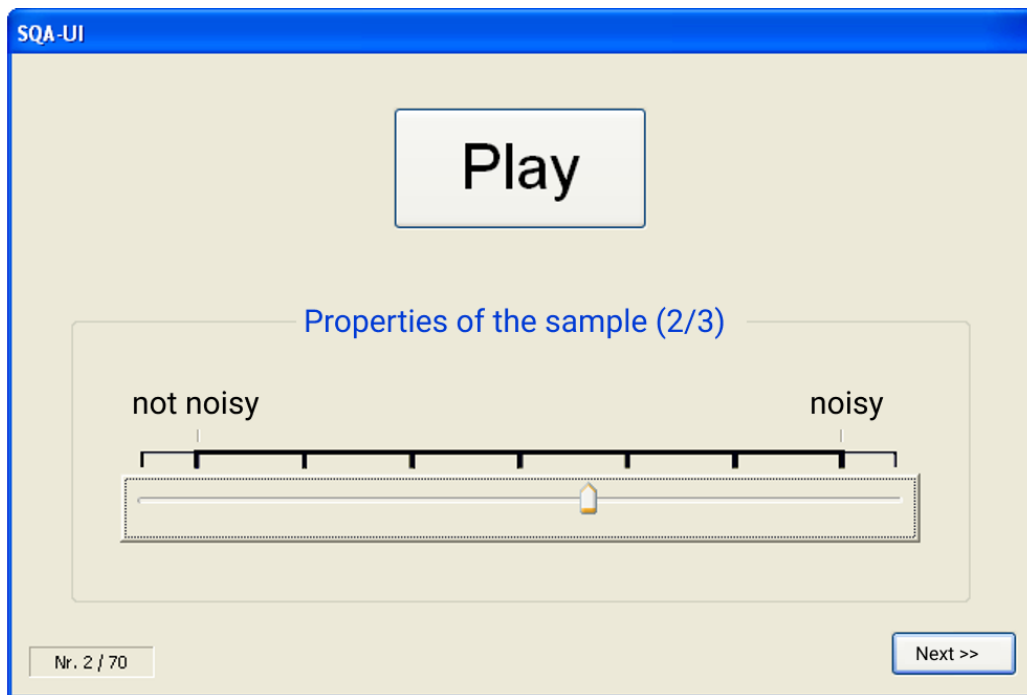 SQA-UI
Play
Properties of the sample (2/3)
not noisy noisy
Nr. 2 / 70
Next >>